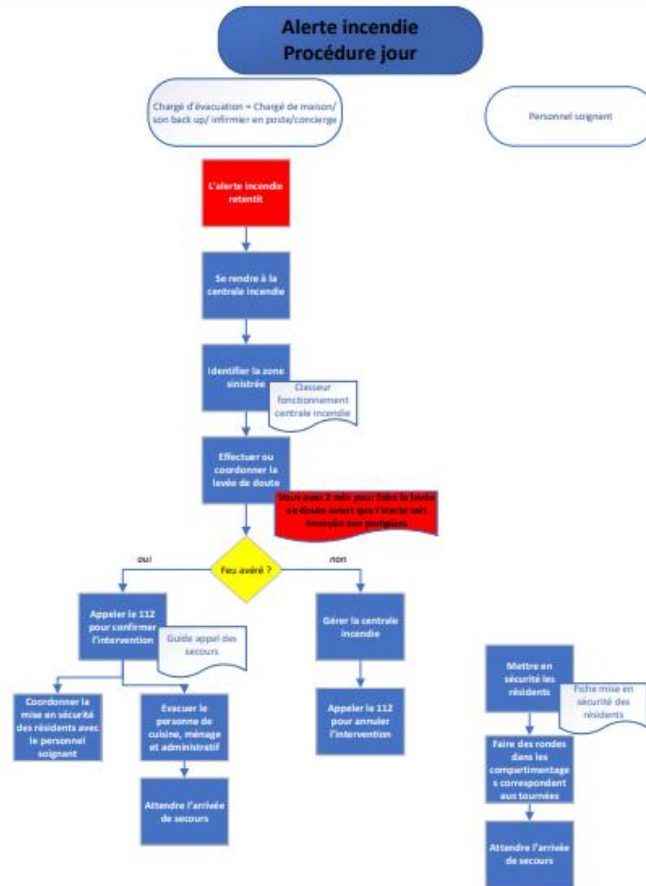 Alerte incendie
Procédure jour
Chargé d'évacuation = Chargé de maison/
son back up/ infirmier en poste/concierge
Personnel soignant
L'alerte incendie
retentit
Se rendre à la
centrale incendie
Identifier la zone
sinistrée
Classeur
fonctionnement
centrale incendie
Effectuer ou
coordonner la
levée de doute
Vous avez 2 min pour faire la levée
de doute avant que l'alerte soit
envoyée aux pompiers
oui
non
Feu avéré ?
Appeler le 112
pour confirmer
l'intervention
Guide appel des
secours
Gérer la centrale
incendie
Coordonner la
mise en sécurité
des résidents avec
le personnel
soignant
Evacuer le
personne de
cuisine, ménage
et administratif
Appeler le 112
pour annuler
l'intervention
Attendre l'arrivée
de secours
Mettre en
sécurité les
résidents
Fiche mise en
sécurité des
résidents
Faire des rondes
dans les
compartimentage
s correspondent
aux tournées
Attendre l'arrivée
de secours